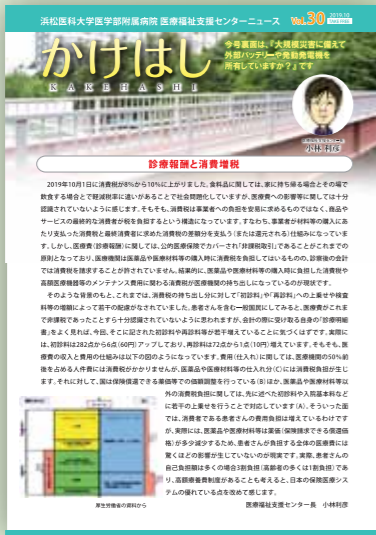 浜松医科大学医学部附属病院 医療福祉支援センターニュース Vol.30 2019.10
かけはし
KAKEHASHI
今号裏面は、『大規模災害に備えて
外部バッテリーや発動発電機を
所有していますか？』です
小林 利彦
診療報酬と消費増税
2019年10月1日に消費税が8%から10%に上がりました。食料品に関しては、家に持ち帰る場合とその場で
飲食する場合とで軽減税率に違いがあることで社会問題化していますが、医療費への影響等に関しては十分
認識されていないように感じます。そもそも、消費税は事業者への負担を安易に求めるものではなく、商品や
サービスの最終的な消費者が税を負担するという構造になっています。すなわち、事業者が材料等の購入にあ
たり支払った消費税と最終消費者に求めた消費税の差額分を支払う（または還元される）仕組みになっていま
す。しかし、医療費（診療報酬）に関しては、公的医療保険でカバーされ「非課税取引」であることがこれまでの
原則となっており、医療機関は医薬品や医療材料等の購入時に消費税を負担してはいるものの、診察後の会計
では消費税を請求することが許されていません。結果的に、医薬品や医療材料等の購入時に負担した消費税や
高額医療機器等のメンテナンス費用に関わる消費税が医療機関の持ち出しになっているのが現状です。
そのような背景のもと、これまでは、消費税の持ち出し分に対して「初診料」や「再診料」への上乗せや検査
料等の増額によって若干の配慮がなされていました。患者さんを含む一般国民にしてみると、医療費がこれま
で非課税であったことすら十分認識されていないように思われますが、会計の際に受け取る自身の「診療明細
書」をよく見れば、今回、そこに記された初診料や再診料等が若干増えていることに気づくはずです。実際に
は、初診料は282点から6点(60円)アップしており、再診料は72点から1点(10円)増えています。そもそも、医
療費の収入と費用の仕組みは以下の図のようになっています。費用（仕入れ）に関しては、医療機関の50%前
後を占める人件費には消費税がかかりませんが、医薬品や医療材料等の仕入れ分（C）には消費税負担が生じ
ます。それに対して、国は保険償還できる薬価等での価額調整を行っている（B）ほか、医薬品や医療材料等以
外の消費税負担に関しては、先に述べた初診料や入院基本料など
に若干の上乗せを行うことで対応しています（A）。そういった面
では、消費者である患者さんの費用負担は増えているわけです
が、実際には、医薬品や医療材料等は薬価（保険請求できる償還価
格）が多少減少するため、患者さんが負担する全体の医療費には
驚くほどの影響が生じていないのが現実です。実際、患者さんの
自己負担額は多くの場合3割負担（高齢者の多くは1割負担）であ
り、高額療養費制度があることも考えると、日本の保険医療システ
ムの優れている点を改めて感じます。
厚生労働省の資料から
医療福祉支援センター長 小林利彦